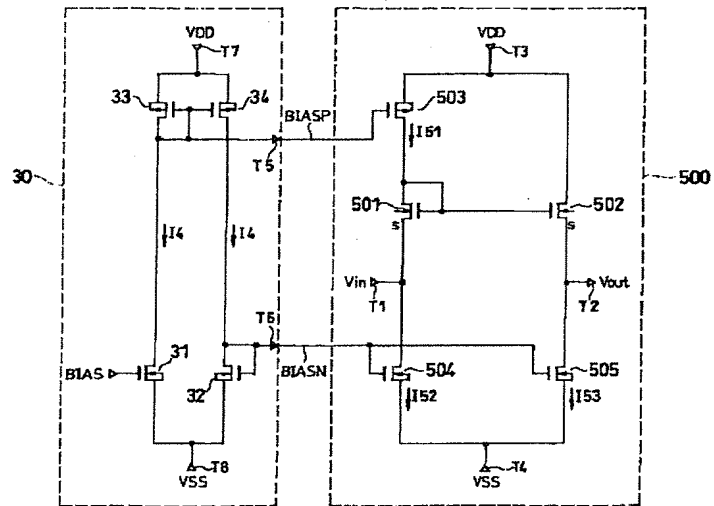 VDD
T7
33
34
BIASP
T5
30
I4
I4
T6
BIASN
BIAS
31
32
T8
VSS
VDD
T3
503
I51
501
S
502
S
500
Vin
T1
Vout
T2
504
505
I52
I53
T4
VSS